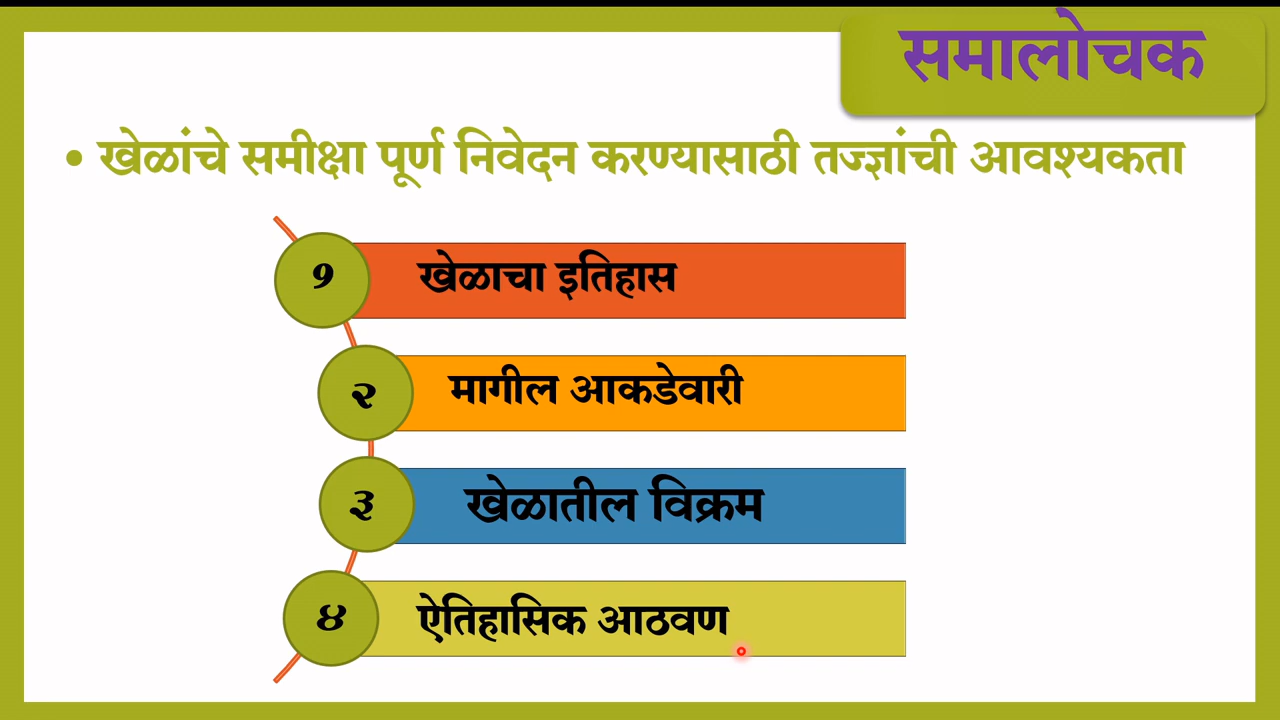 समालोचक
• खेळांचे समीक्षा पूर्ण निवेदन करण्यासाठी तज्ज्ञांची आवश्यकता
१ खेळाचा इतिहास
२ मागील आकडेवारी
३ खेळातील विक्रम
४ ऐतिहासिक आठवण